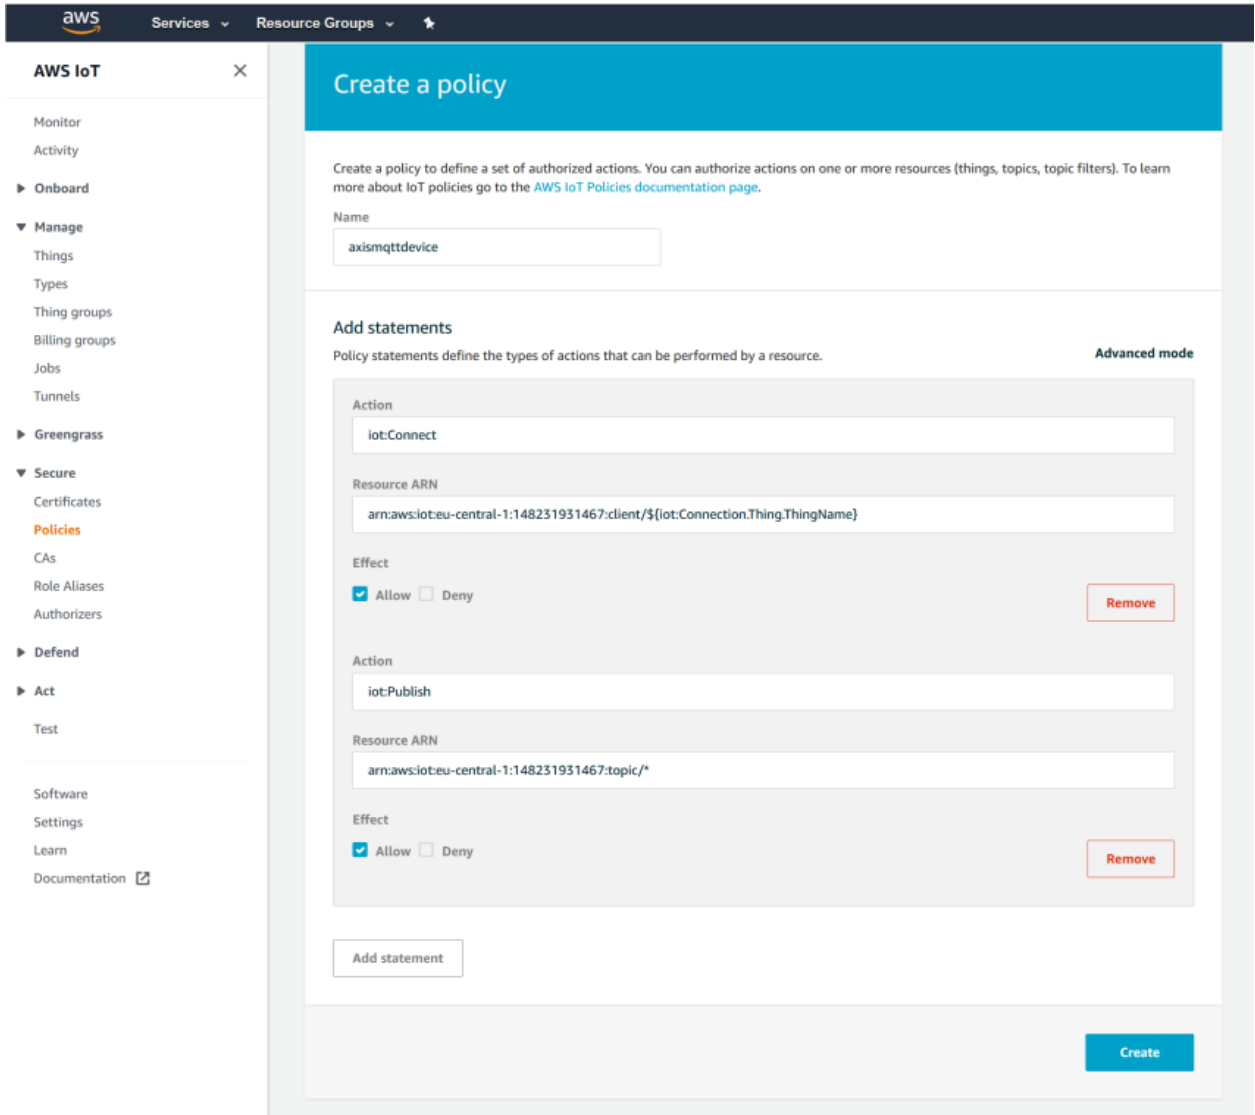 aws Services Resource Groups
AWS IoT
Monitor
Activity
Onboard
Manage
Things
Types
Thing groups
Billing groups
Jobs
Tunnels
Greengrass
Secure
Certificates
Policies
CAs
Role Aliases
Authorizers
Defend
Act
Test
Software
Settings
Learn
Documentation
Create a policy
Create a policy to define a set of authorized actions. You can authorize actions on one or more resources (things, topics, topic filters). To learn
more about IoT policies go to the AWS IoT Policies documentation page.
Name
axismqttdevice
Add statements
Policy statements define the types of actions that can be performed by a resource.
Advanced mode
Action
iot:Connect
Resource ARN
arn:aws:iot:eu-central-1:148231931467:client/${iot:Connection.Thing.ThingName}
Effect
Allow Deny
Remove
Action
iot:Publish
Resource ARN
arn:aws:iot:eu-central-1:148231931467:topic/*
Effect
Allow Deny
Remove
Add statement
Create